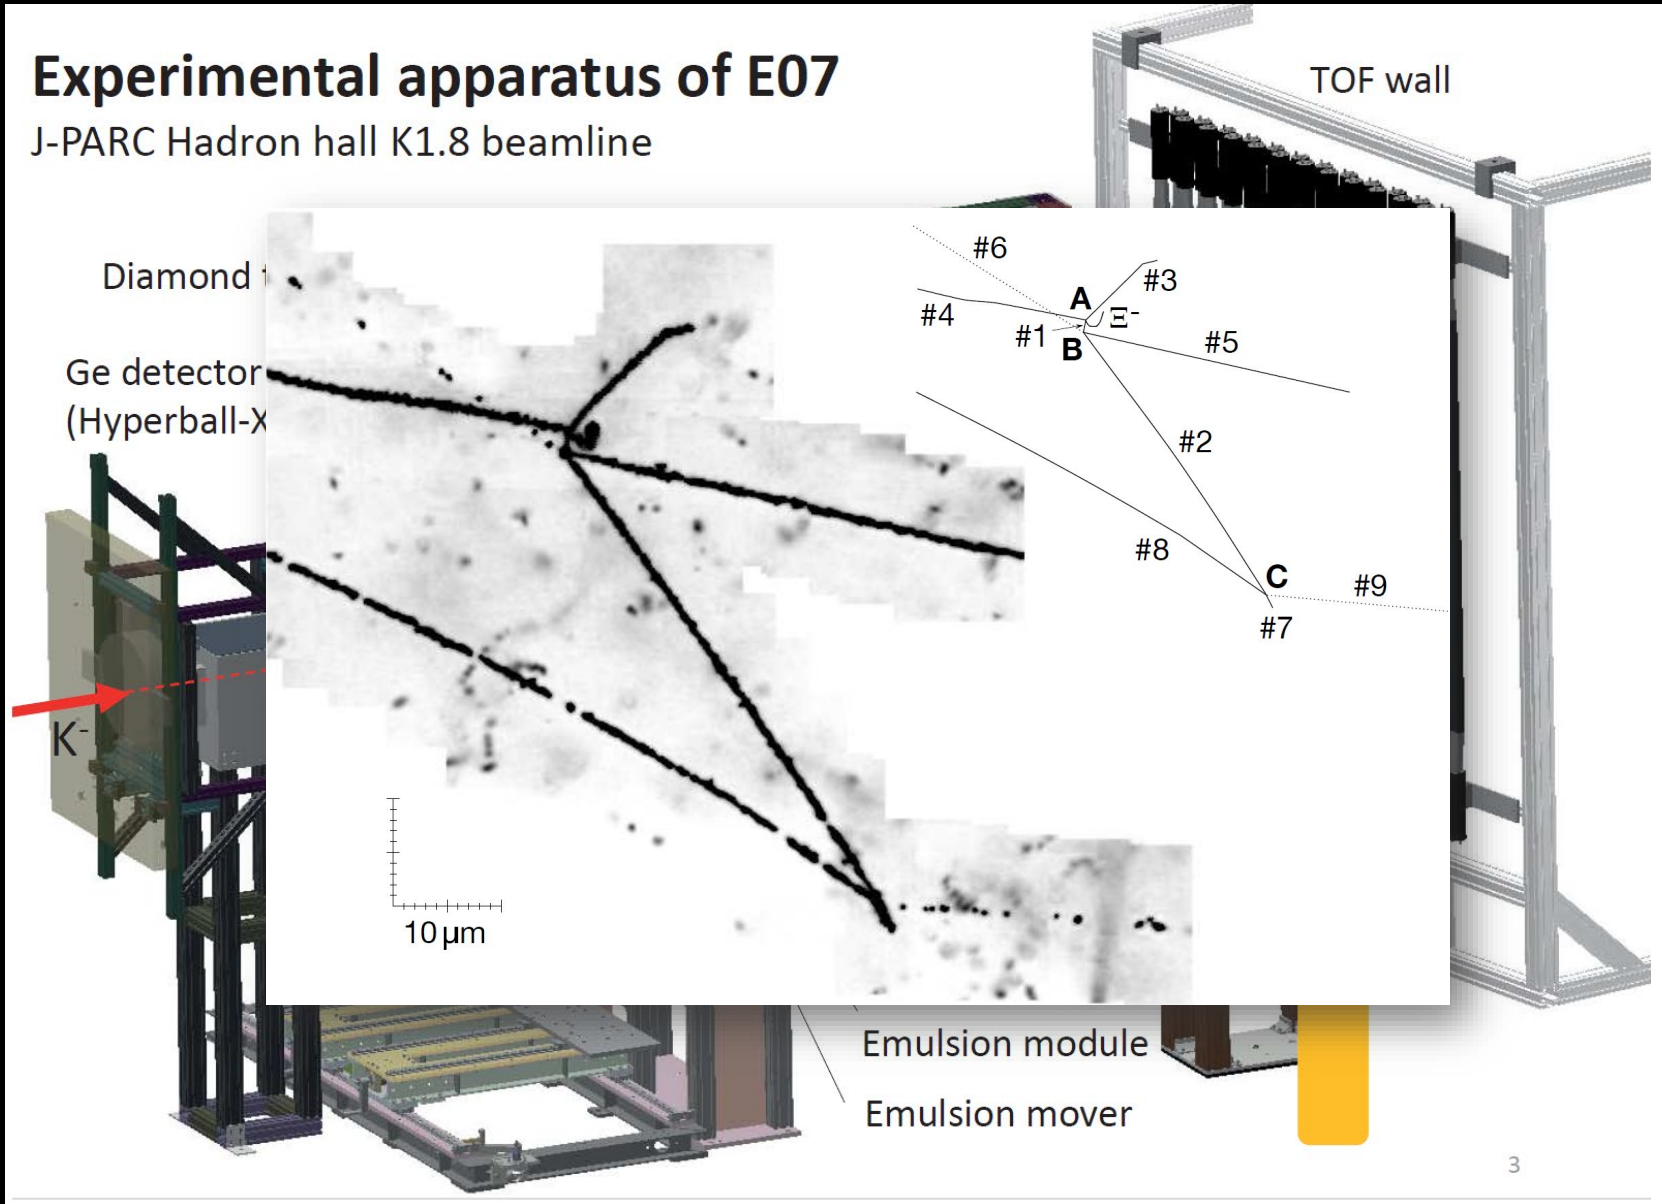 Experimental apparatus of E07
J-PARC Hadron hall K1.8 beamline
TOF wall
Diamond
Ge detector
(Hyperball-X
K-
#6
#3
A
#4
Ξ-
#1
B
#5
#2
#8
C
#9
#7
10 µm
Emulsion module
Emulsion mover
3